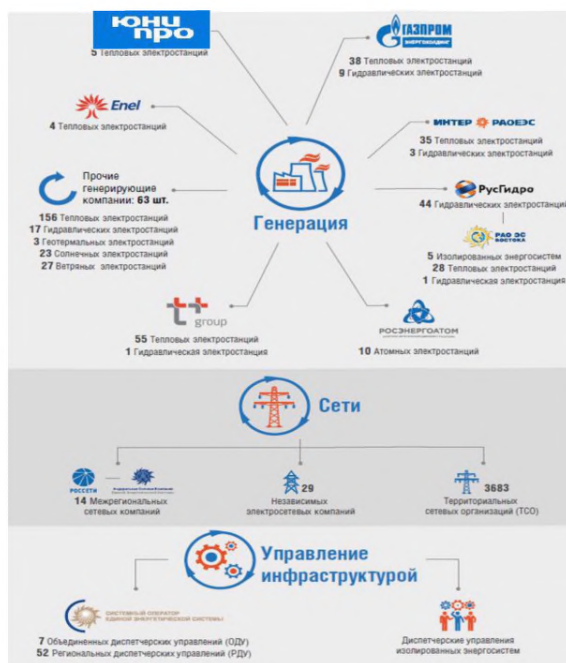 ЮНИ
ПРО
5 Тепловых электростанций
ГАЗПРОМ
ЭНЕРГОХОЛДИНГ
38 Тепловых электростанций
9 Гидравлических электростанций
Enel
4 Тепловых электростанций
ИНТЕР РАОЕЭС
35 Тепловых электростанций
3 Гидравлических электростанций
Прочие
генерирующие
компании: 63 шт.
156 Тепловых электростанций
17 Гидравлических электростанций
3 Геотермальных электростанций
23 Солнечных электростанций
27 Ветряных электростанций
Генерация
РусГидро
44 Гидравлических электростанций
РАО ЭС
ВОСТОКА
5 Изолированных энергосистем
28 Тепловых электростанций
1 Гидравлическая электростанция
т+
group
55 Тепловых электростанций
1 Гидравлическая электростанция
РОСЭНЕРГОАТОМ
10 Атомных электростанций
Сети
РОССЕТИ
14 Межрегиональных
сетевых компаний
29
Независимых
электросетевых компаний
3683
Территориальных
сетевых организаций (ТСО)
Управление
инфраструктурой
СИСТЕМНЫЙ ОПЕРАТОР
ЕДИНОЙ ЭНЕРГЕТИЧЕСКОЙ СИСТЕМЫ
7 Объединенных диспетчерских управлений (ОДУ)
52 Региональных диспетчерских управлений (РДУ)
Диспетчерские управления
изолированных энергосистем